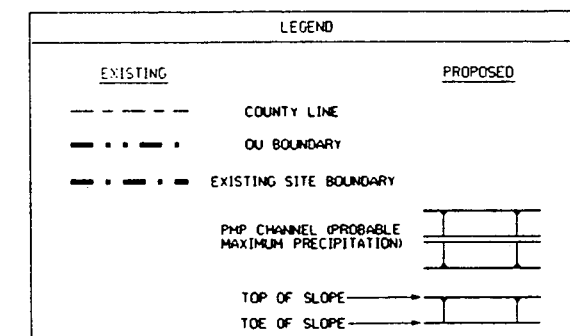 LEGEND
EXISTING PROPOSED
COUNTY LINE
OU BOUNDARY
EXISTING SITE BOUNDARY
PMP CHANNEL (PROBABLE
MAXIMUM PRECIPITATION)
TOP OF SLOPE
TOE OF SLOPE